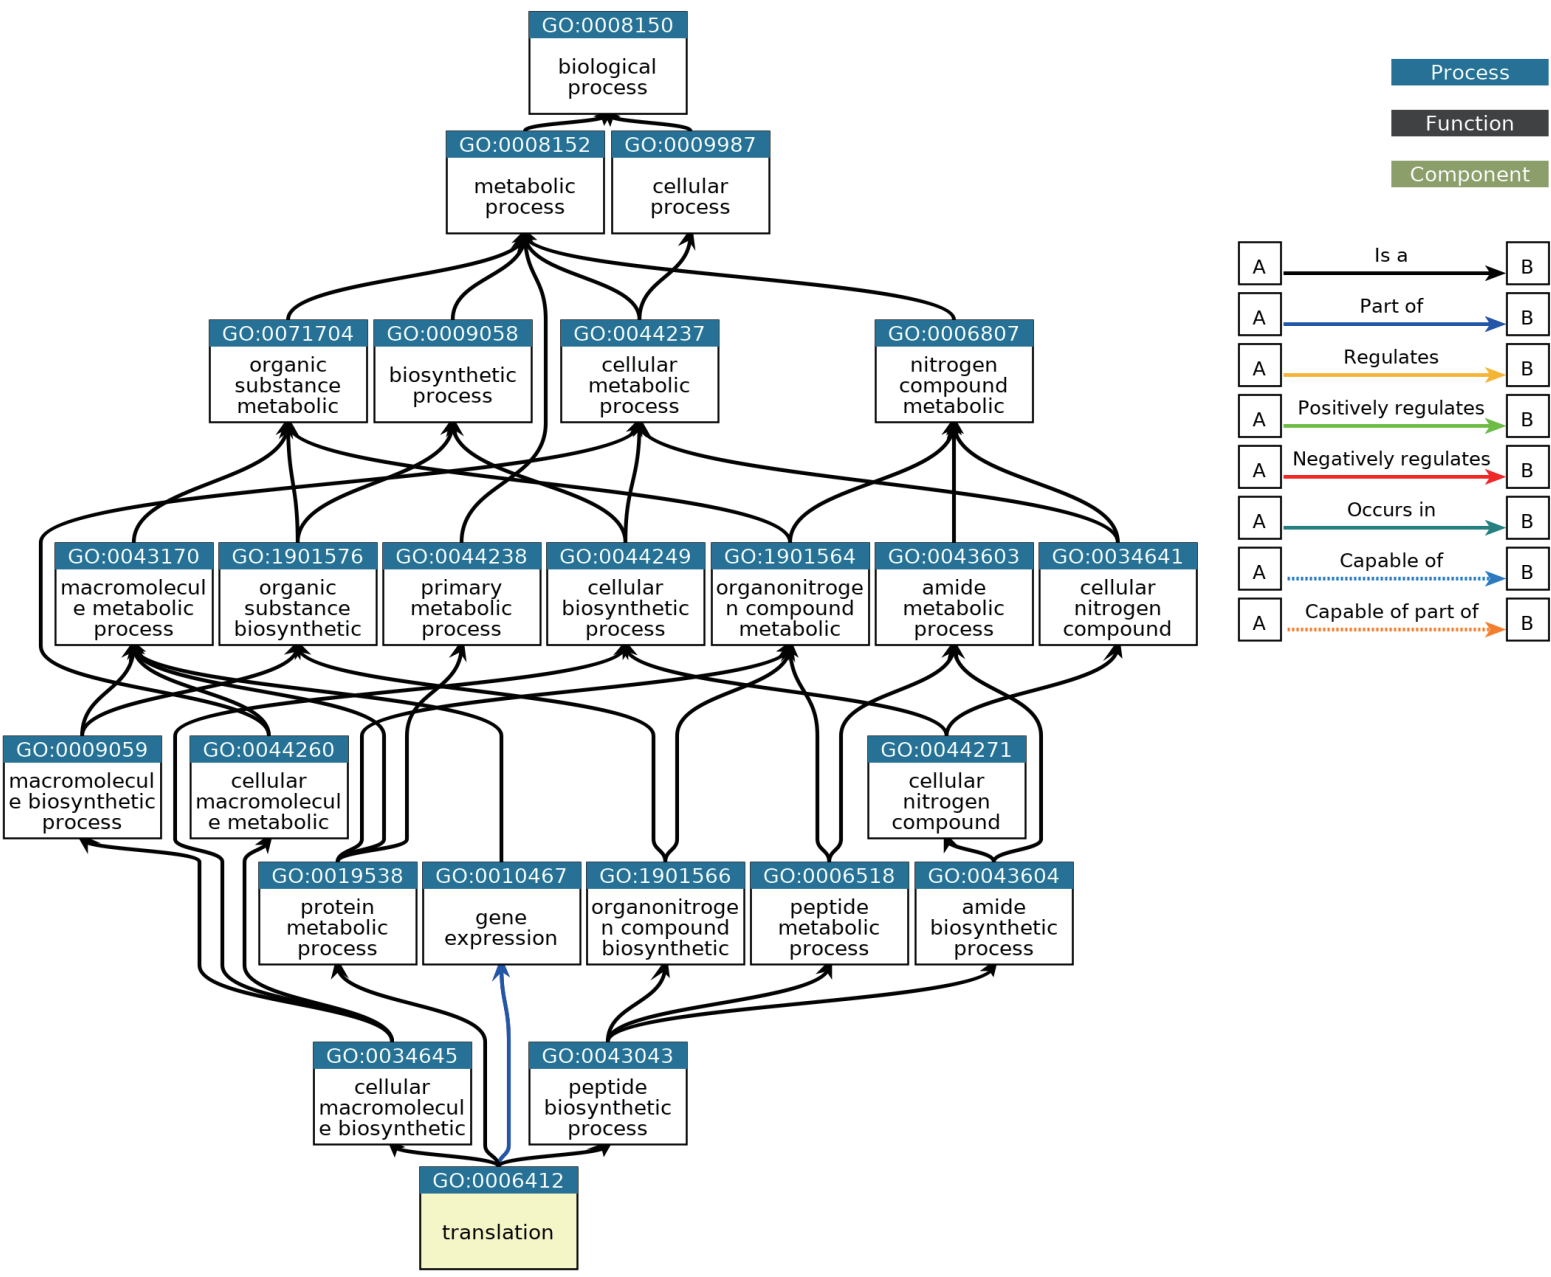 GO:0008150
biological
process
GO:0008152
metabolic
process
GO:0009987
cellular
process
GO:0071704
organic
substance
metabolic
GO:0009058
biosynthetic
process
GO:0044237
cellular
metabolic
process
GO:0006807
nitrogen
compound
metabolic
GO:0043170
macromolecul
e metabolic
process
GO:1901576
organic
substance
biosynthetic
GO:0044238
primary
metabolic
process
GO:0044249
cellular
biosynthetic
process
GO:1901564
organonitroge
n compound
metabolic
GO:0043603
amide
metabolic
process
GO:0034641
cellular
nitrogen
compound
GO:0009059
macromolecul
e biosynthetic
process
GO:0044260
cellular
macromolecul
e metabolic
GO:0044271
cellular
nitrogen
compound
GO:0019538
protein
metabolic
process
GO:0010467
gene
expression
GO:1901566
organonitroge
n compound
biosynthetic
GO:0006518
peptide
metabolic
process
GO:0043604
amide
biosynthetic
process
GO:0034645
cellular
macromolecul
e biosynthetic
GO:0043043
peptide
biosynthetic
process
GO:0006412
translation
Process
Function
Component
A Is a B
A Part of B
A Regulates B
A Positively regulates B
A Negatively regulates B
A Occurs in B
A Capable of B
A Capable of part of B